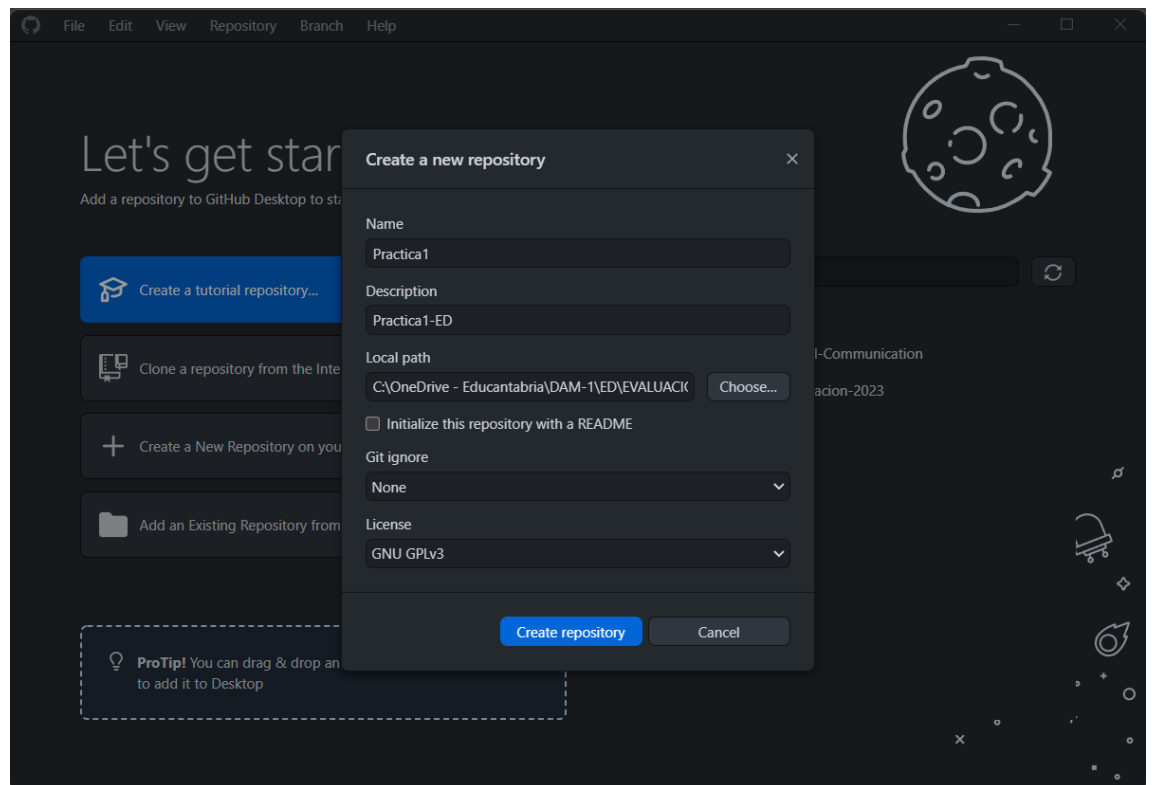 File Edit View Repository Branch Help
Let's get star
Add a repository to GitHub Desktop to sta
Create a tutorial repository...
Clone a repository from the Inte
Create a New Repository on you
Add an Existing Repository from
ProTip! You can drag & drop an
to add it to Desktop
Create a new repository
Name
Practica1
Description
Practica1-ED
Local path
C:\OneDrive - Educantabria\DAM-1\ED\EVALUACI
Choose...
Initialize this repository with a README
Git ignore
None
License
GNU GPLv3
Create repository
Cancel
l-Communication
acion-2023